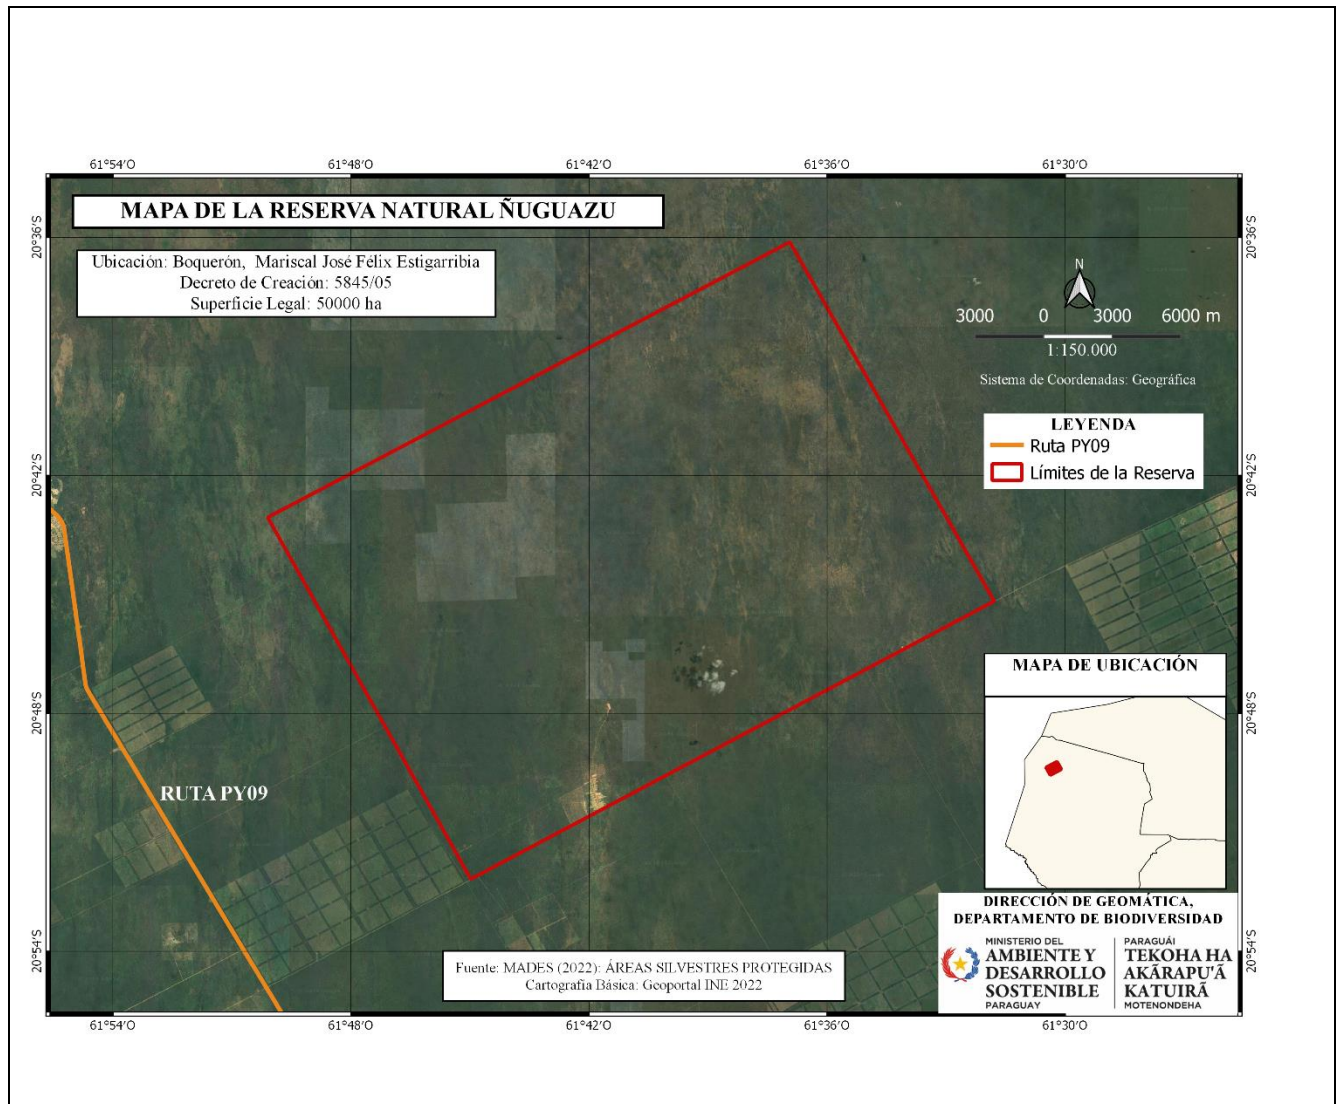 61°54'O 61°48'O 61°42'O 61°36'O 61°30'O
MAPA DE LA RESERVA NATURAL ÑUGUAZU
Ubicación: Boquerón, Mariscal José Félix Estigarribia
Decreto de Creación: 5845/05
Superficie Legal: 50000 ha
20°36'S 20°36'S
N
3000 0 3000 6000 m
1:150.000
Sistema de Coordenadas: Geográfica
LEYENDA
Ruta PY09
Límites de la Reserva
20°42'S 20°42'S
MAPA DE UBICACIÓN
20°48'S 20°48'S
RUTA PY09
DIRECCIÓN DE GEOMÁTICA,
DEPARTAMENTO DE BIODIVERSIDAD
20°54'S 20°54'S
Fuente: MADES (2022): ÁREAS SILVESTRES PROTEGIDAS
Cartografia Básica: Geoportal INE 2022
MINISTERIO DEL
AMBIENTE Y
DESARROLLO
SOSTENIBLE
PARAGUAY
PARAGUÁI
TEKOHA HA
AKÃRAPU'Ã
KATUIRÃ
MOTENONDEHA
61°54'O 61°48'O 61°42'O 61°36'O 61°30'O